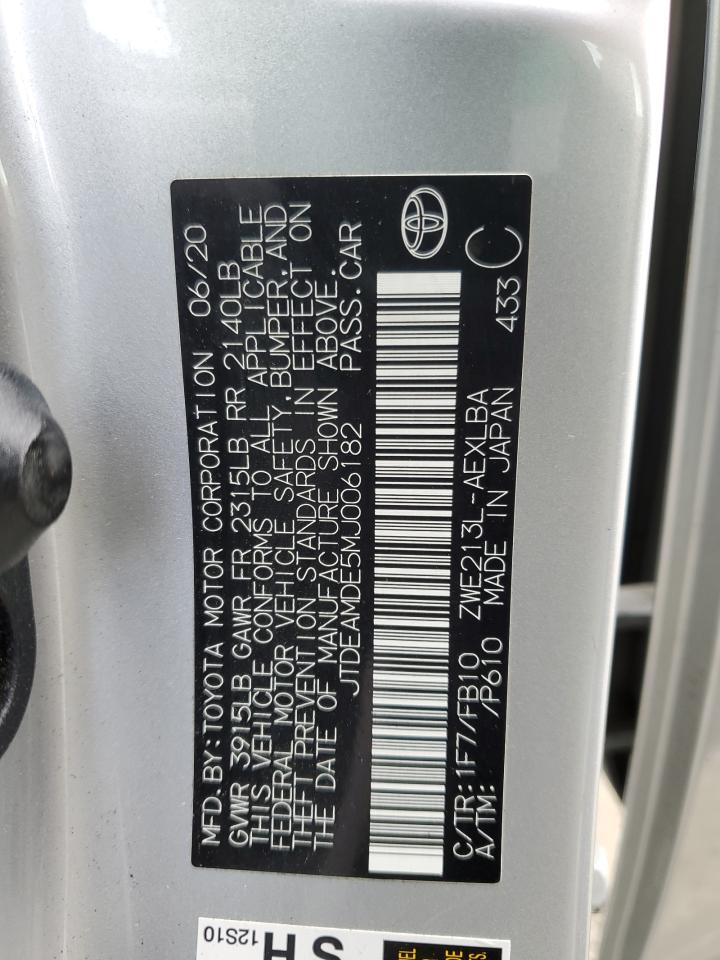 MFD.BY:TOYOTA MOTOR CORPORATION 06/20
GVWR 3915LB GAWR FR 2315LB RR 2140LB
THIS VEHICLE CONFORMS TO ALL APPLICABLE
FEDERAL MOTOR VEHICLE SAFETY,BUMPER,AND
THEFT PREVENTION STANDARDS IN EFFECT ON
THE DATE OF MANUFACTURE SHOWN ABOVE.
JTDEAMDE5MJ006182 PASS.CAR
C/TR:1F7/FB10 ZWE213L-AEXLBA 433 C
A/TM: /P610 MADE IN JAPAN
12S10
SH